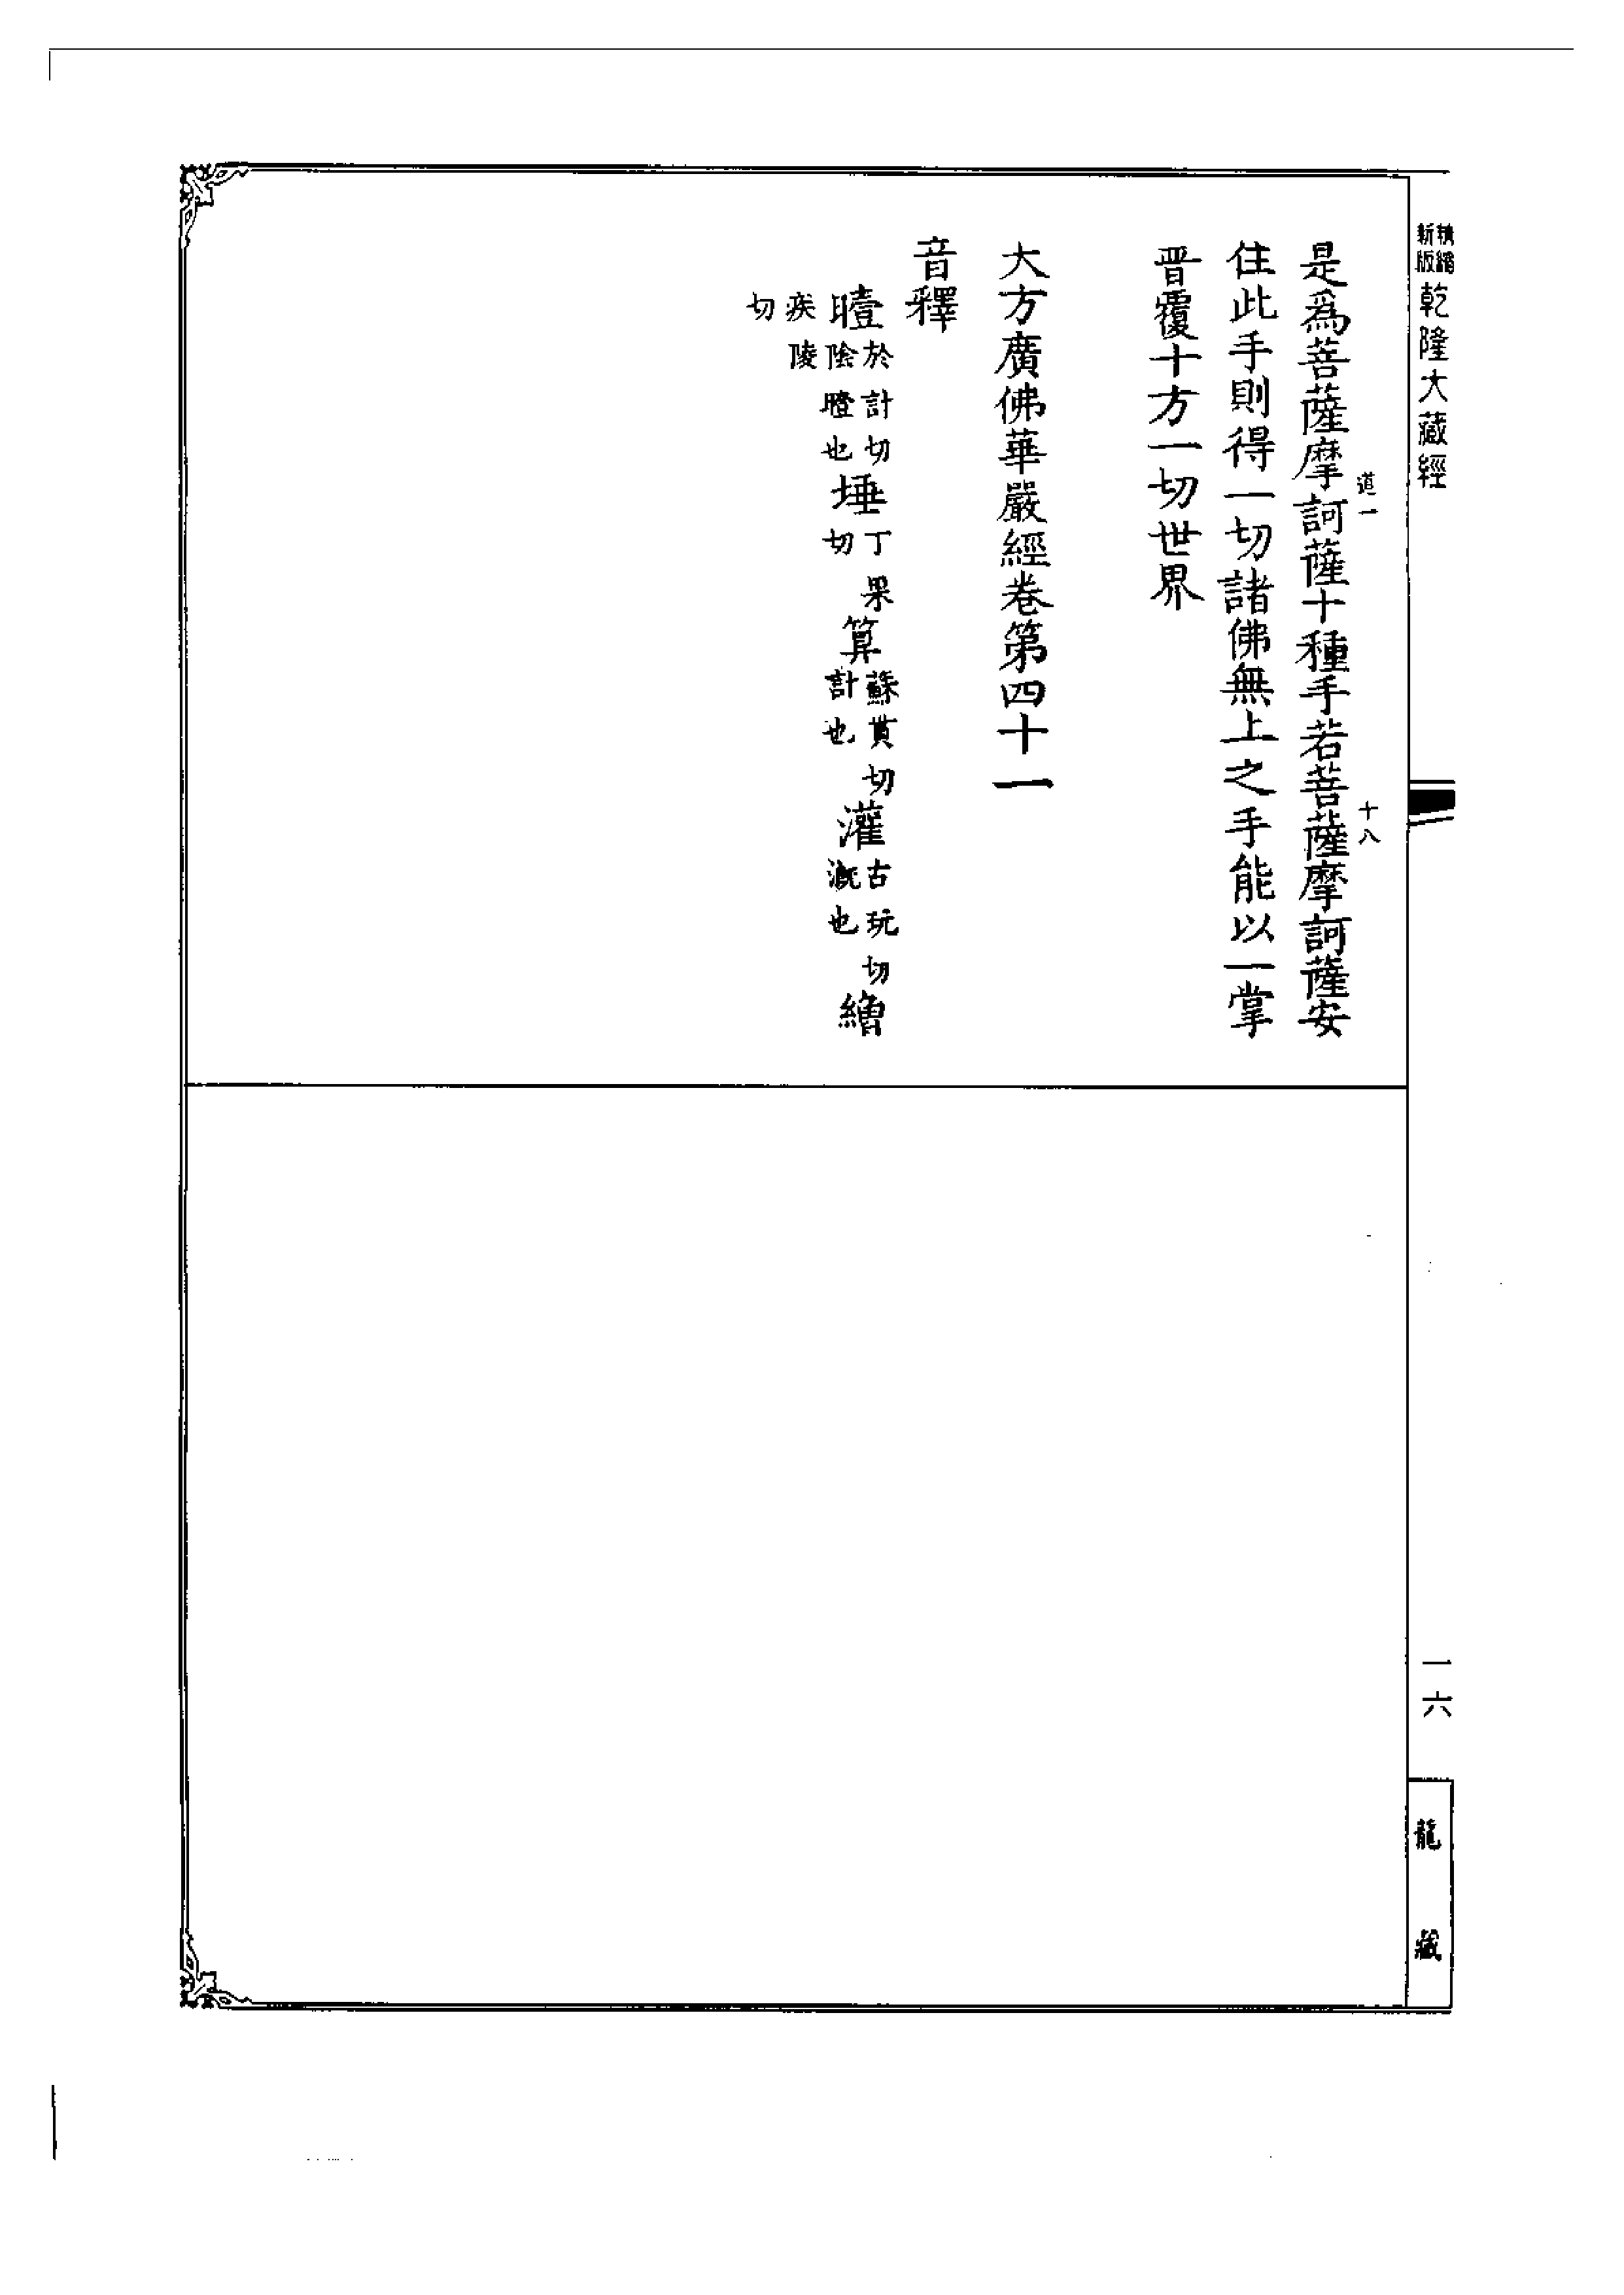 精縮新版
乾隆大藏經
道一 十八
是為菩薩摩訶薩十種手若菩薩摩訶薩安
住此手則得一切諸佛無上之手能以一掌
晋覆十方一切世界
大方廣佛華嚴經卷第四十一
音釋
曀於計切陰曀也埵丁果切算蘇貫切計也灌古玩切溉也繒
疾陵切
一六
龍藏